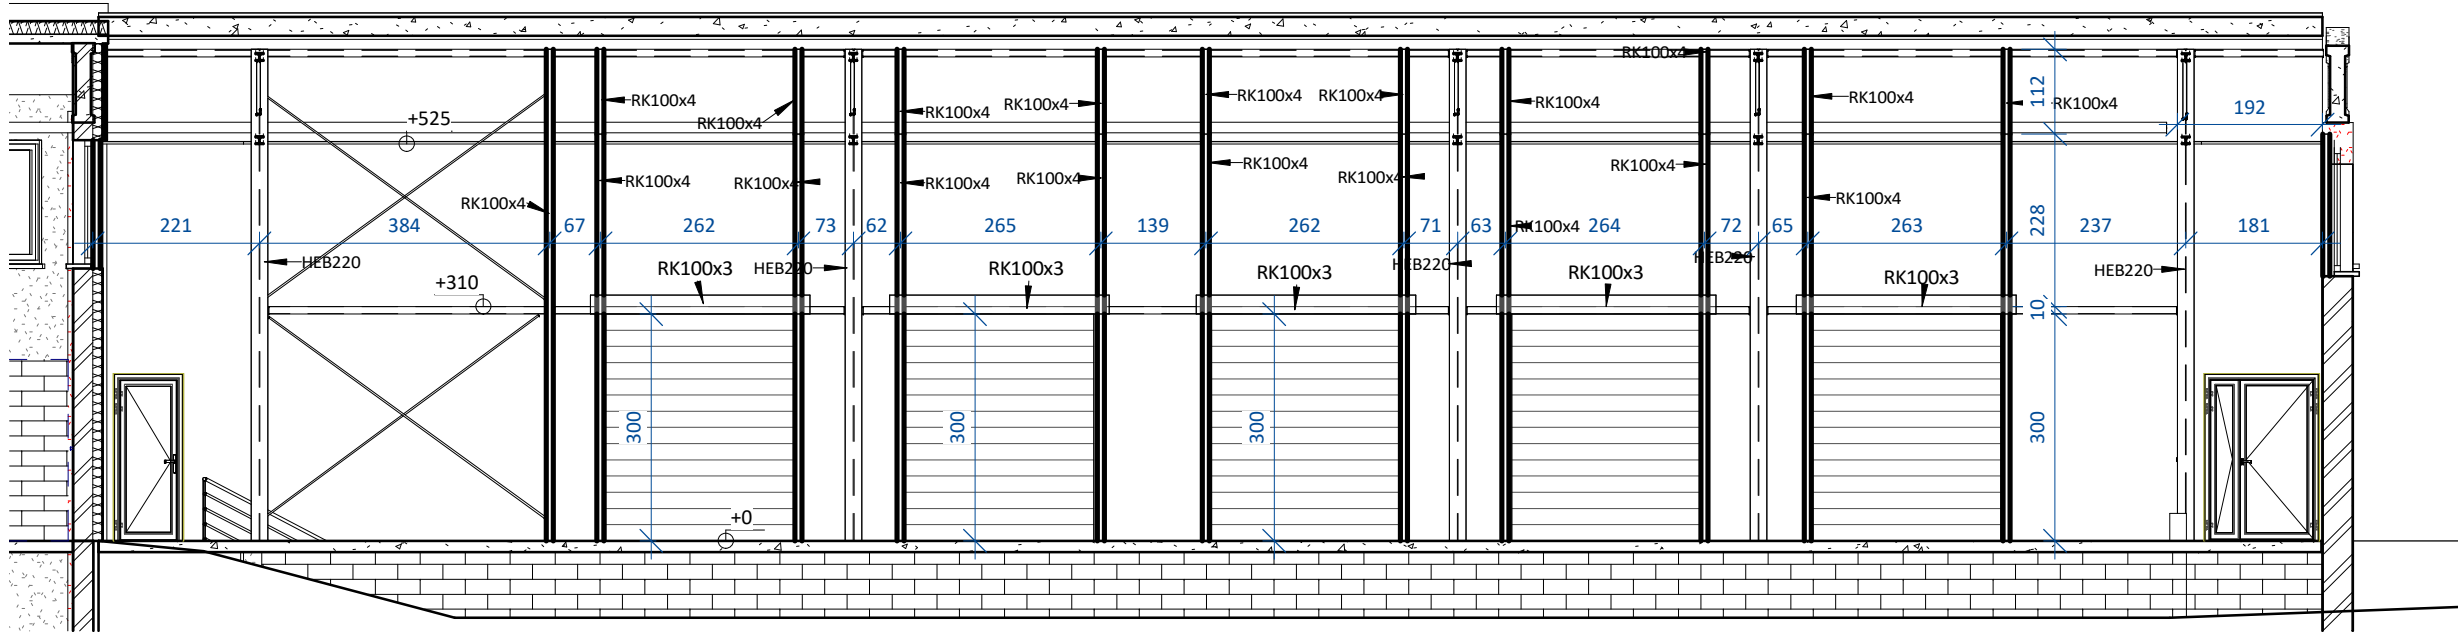 RK100x4
112
RK100x4
RK100x4
RK100x4
RK100x4
RK100x4
RK100x4
RK100x4
RK100x4
RK100x4
RK100x4
192
+525
RK100x4
RK100x4
RK100x4
RK100x4
RK100x4
RK100x4
RK100x4
RK100x4
RK100x4
RK100x4
221
384
67
262
73
62
265
139
262
71
63
RK100x4
264
72
65
263
228
237
181
HEB220
RK100x3
HEB220
RK100x3
RK100x3
HEB220
RK100x3
HEB220
RK100x3
HEB220
+310
10
300
300
300
300
+0